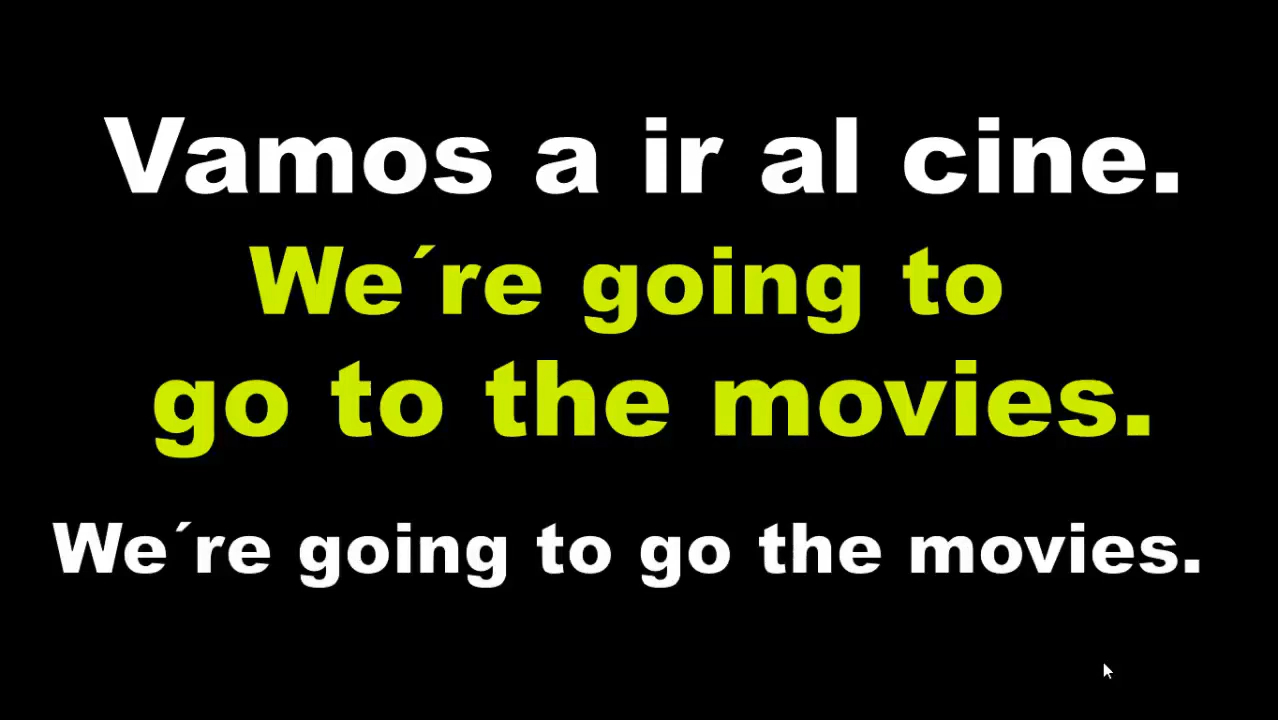 Vamos a ir al cine.
We´re going to
go to the movies.
We´re going to go the movies.